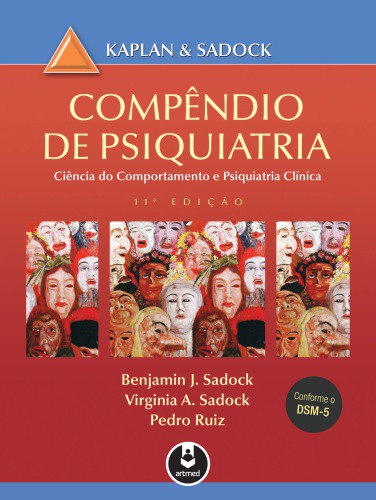 KAPLAN & SADOCK
COMPÊNDIO
DE PSIQUIATRIA
Ciência do Comportamento e Psiquiatria Clínica
11ª EDIÇÃO
Benjamin J. Sadock
Virginia A. Sadock
Pedro Ruiz
Conforme o
DSM-5
artmed